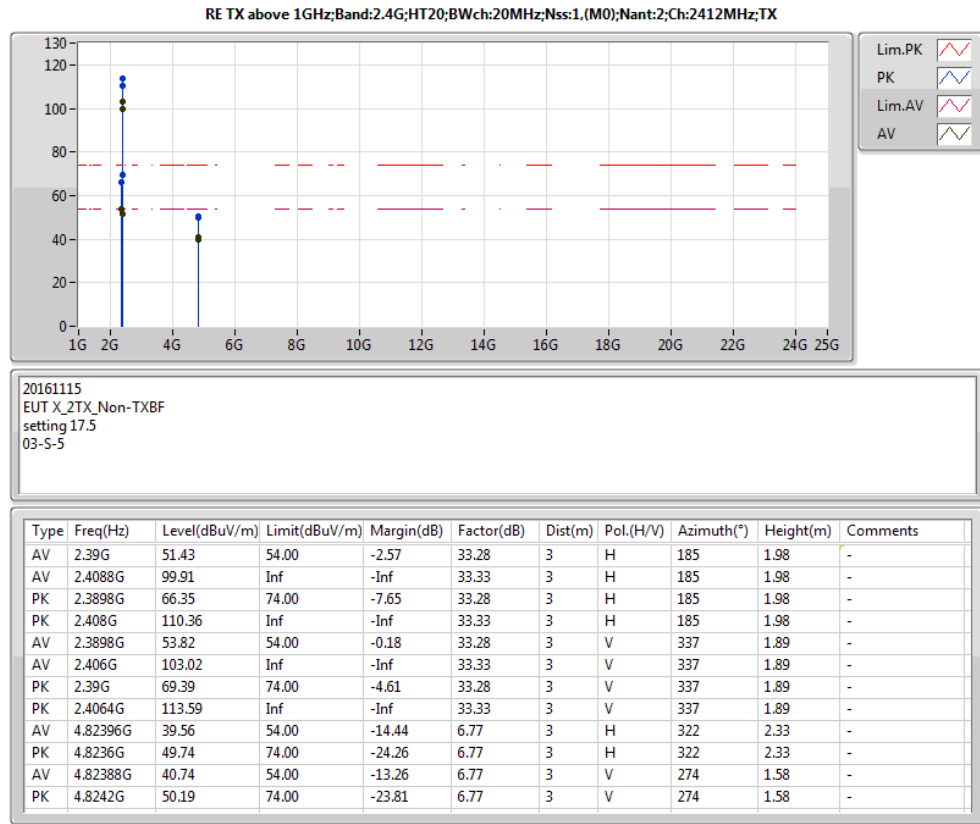 RE TX above 1GHz;Band:2.4G;HT20;BWch:20MHz;Nss:1,(M0);Nant:2;Ch:2412MHz;TX
130
120
100
80
60
40
20
0
1G 2G 4G 6G 8G 10G 12G 14G 16G 18G 20G 22G 24G 25G
Lim.PK
PK
Lim.AV
AV
20161115
EUT X_2TX_Non-TXBF
setting 17.5
03-S-5
Type Freq(Hz) Level(dBuV/m) Limit(dBuV/m) Margin(dB) Factor(dB) Dist(m) Pol.(H/V) Azimuth(°) Height(m) Comments
AV 2.39G 51.43 54.00 -2.57 33.28 3 H 185 1.98 -
AV 2.4088G 99.91 Inf -Inf 33.33 3 H 185 1.98 -
PK 2.3898G 66.35 74.00 -7.65 33.28 3 H 185 1.98 -
PK 2.408G 110.36 Inf -Inf 33.33 3 H 185 1.98 -
AV 2.3898G 53.82 54.00 -0.18 33.28 3 V 337 1.89 -
AV 2.406G 103.02 Inf -Inf 33.33 3 V 337 1.89 -
PK 2.39G 69.39 74.00 -4.61 33.28 3 V 337 1.89 -
PK 2.4064G 113.59 Inf -Inf 33.33 3 V 337 1.89 -
AV 4.82396G 39.56 54.00 -14.44 6.77 3 H 322 2.33 -
PK 4.8236G 49.74 74.00 -24.26 6.77 3 H 322 2.33 -
AV 4.82388G 40.74 54.00 -13.26 6.77 3 V 274 1.58 -
PK 4.8242G 50.19 74.00 -23.81 6.77 3 V 274 1.58 -